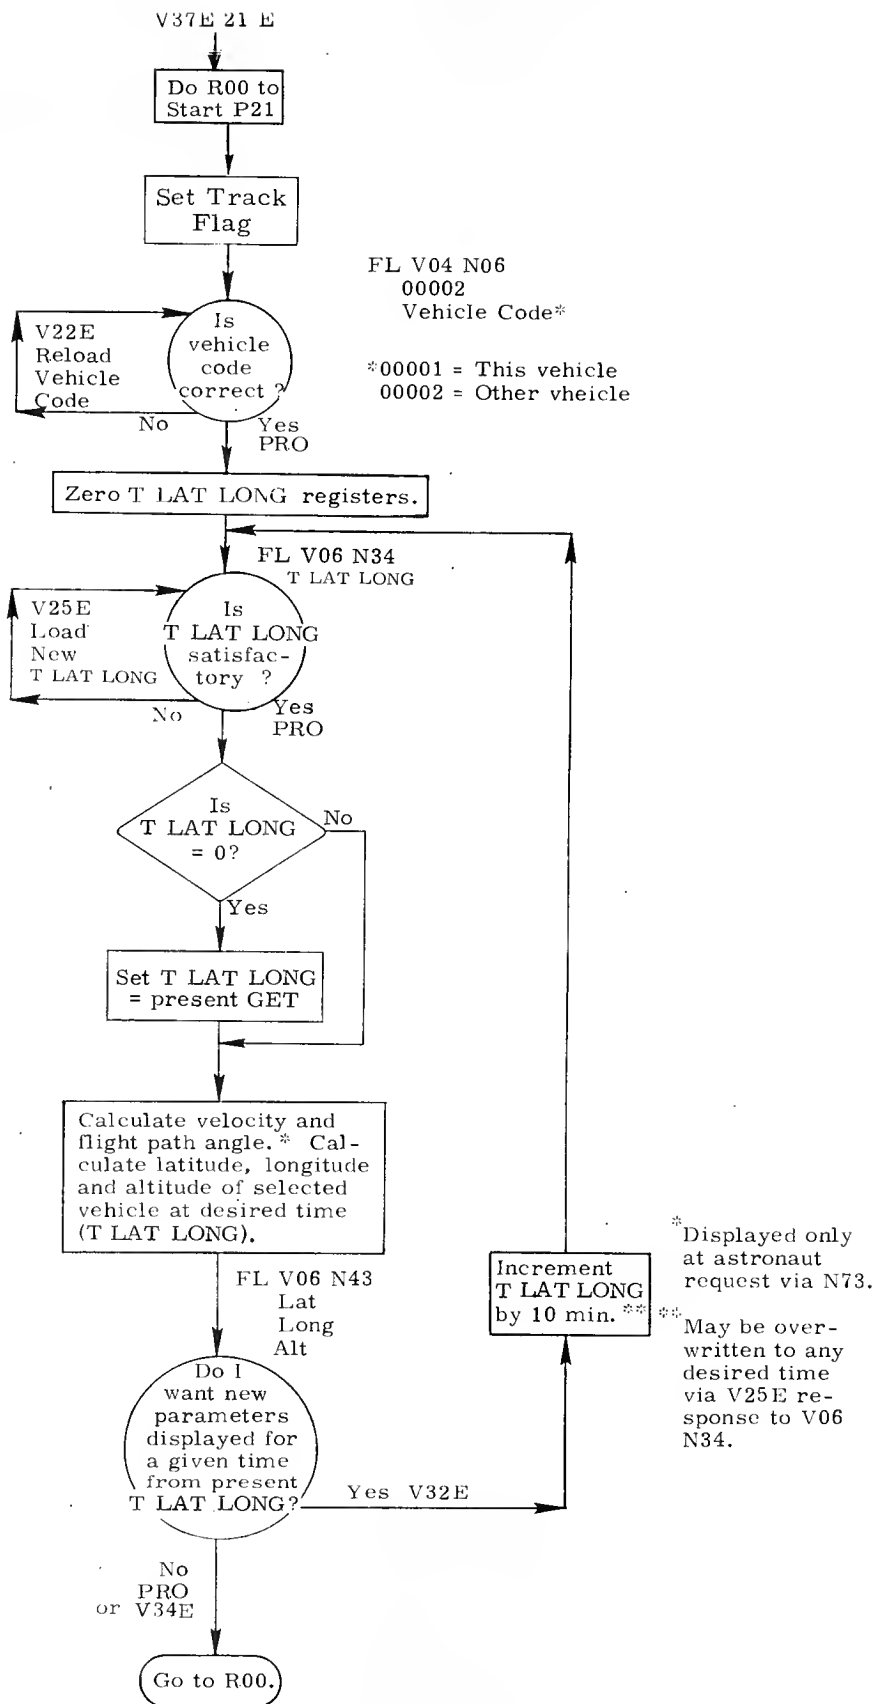 V37E 21 E
Do R00 to
Start P21
Set Track
Flag
FL V04 N06
00002
Vehicle Code*
*00001 = This vehicle
00002 = Other vheicle
V22E
Reload
Vehicle
Code
Is
vehicle
code
correct ?
No
Yes
PRO
Zero T LAT LONG registers.
FL V06 N34
T LAT LONG
V25E
Load
New
T LAT LONG
Is
T LAT LONG
satisfac-
tory ?
No
Yes
PRO
Is
T LAT LONG
= 0?
No
Yes
Set T LAT LONG
= present GET
Calculate velocity and
flight path angle.* Cal-
culate latitude, longitude
and altitude of selected
vehicle at desired time
(T LAT LONG).
FL V06 N43
Lat
Long
Alt
Increment
T LAT LONG
by 10 min. **
*Displayed only
at astronaut
request via N73.
**May be over-
written to any
desired time
via V25E re-
sponse to V06
N34.
Do I
want new
parameters
displayed for
a given time
from present
T LAT LONG?
Yes V32E
No
PRO
or V34E
Go to R00.